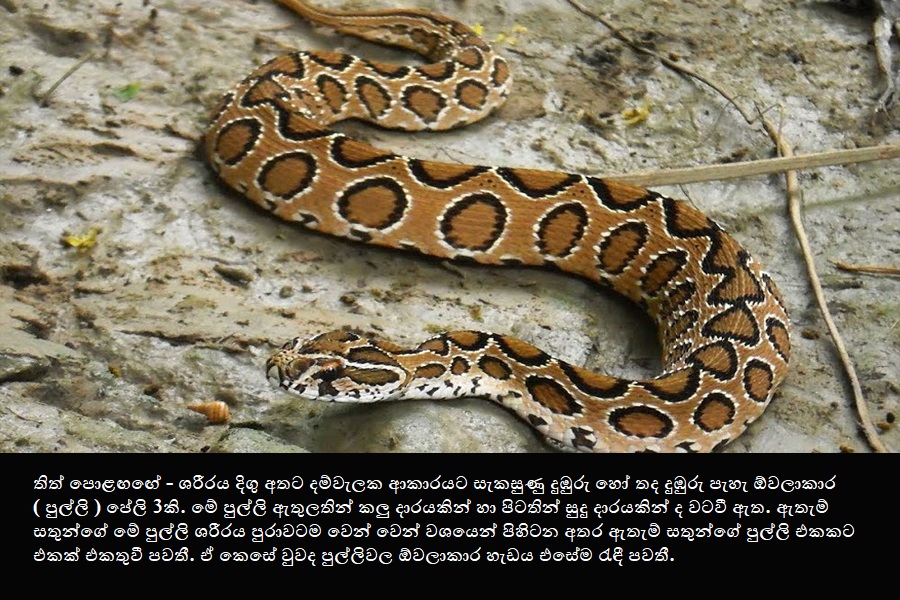 තිත් පොළඟගේ - ශරීරය දිගු අතට දම්වැලක ආකාරයට සැකසුණු දුඹුරු හෝ තද දුඹුරු පැහැ ඕවලාකාර
( පුල්ලි ) පේලි 3කි. මේ පුල්ලි ඇතුලතින් කලු දාරයකින් හා පිටතින් සුදු දාරයකින් ද වටවී ඇත. ඇතැම්
සතුන්ගේ මේ පුල්ලි ශරීරය පුරාවටම වෙන් වෙන් වශයෙන් පිහිටන අතර ඇතැම් සතුන්ගේ පුල්ලි එකකට
එකක් එකතුවී පවතී. ඒ කෙසේ වුවද පුල්ලිවල ඕවලාකාර හැඩය එසේම රැඳී පවතී.